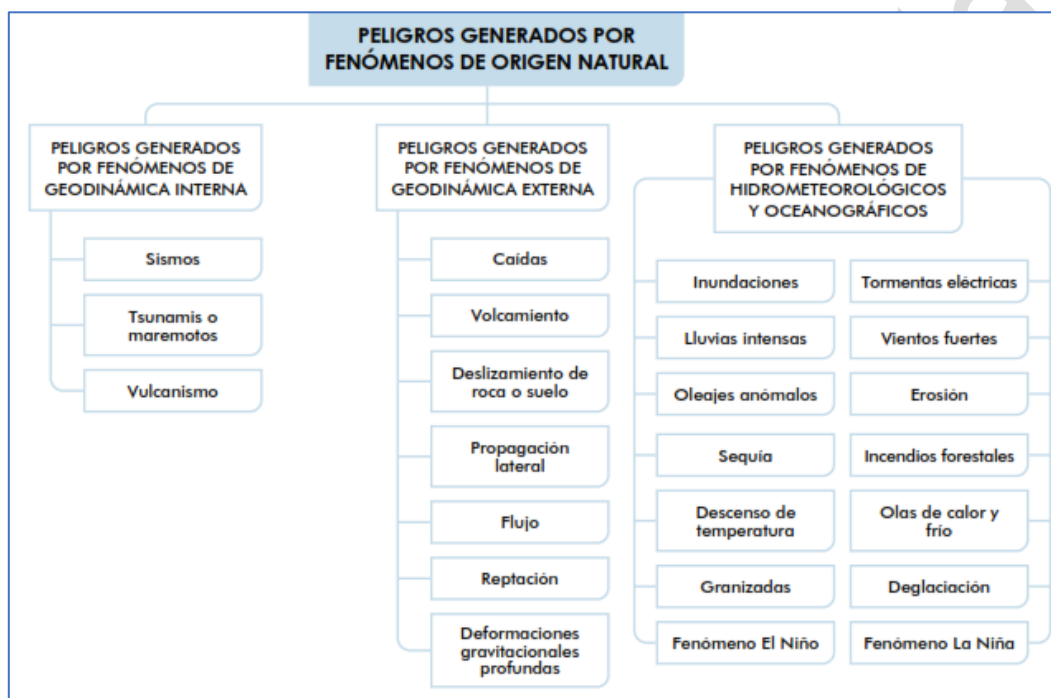 PELIGROS GENERADOS POR
FENÓMENOS DE ORIGEN NATURAL
PELIGROS GENERADOS
POR FENÓMENOS DE
GEODINÁMICA INTERNA
Sismos
Tsunamis o
maremotos
Vulcanismo
PELIGROS GENERADOS
POR FENÓMENOS DE
GEODINÁMICA EXTERNA
Caídas
Volcamiento
Deslizamiento de
roca o suelo
Propagación
lateral
Flujo
Reptación
Deformaciones
gravitacionales
profundas
PELIGROS GENERADOS
POR FENÓMENOS DE
HIDROMETEOROLÓGICOS
Y OCEANOGRÁFICOS
Inundaciones
Lluvias intensas
Oleajes anómalos
Sequía
Descenso de
temperatura
Granizadas
Fenómeno El Niño
Tormentas eléctricas
Vientos fuertes
Erosión
Incendios forestales
Olas de calor y
frío
Deglaciación
Fenómeno La Niña